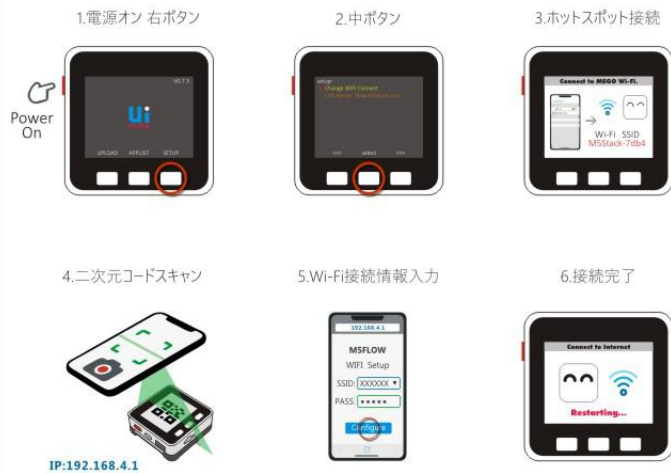 1.電源オン 右ボタン
2.中ボタン
3.ホットスポット接続
Power
On
V0.7.3
Ui
FLOW
UPLOAD APP.LIST SETUP
setup:
Change WiFi Connect
<<< select >>>
Connect to M5GO Wi-Fi.
Wi-Fi SSID
M5Stack-7db4
4.二次元コードスキャン
5.Wi-Fi接続情報入力
6.接続完了
IP:192.168.4.1
192.168.4.1
M5FLOW
WIFI Setup
SSID: XXXXXX ▼
PASS: *****
Configure
Connect to Internet
Restarting...